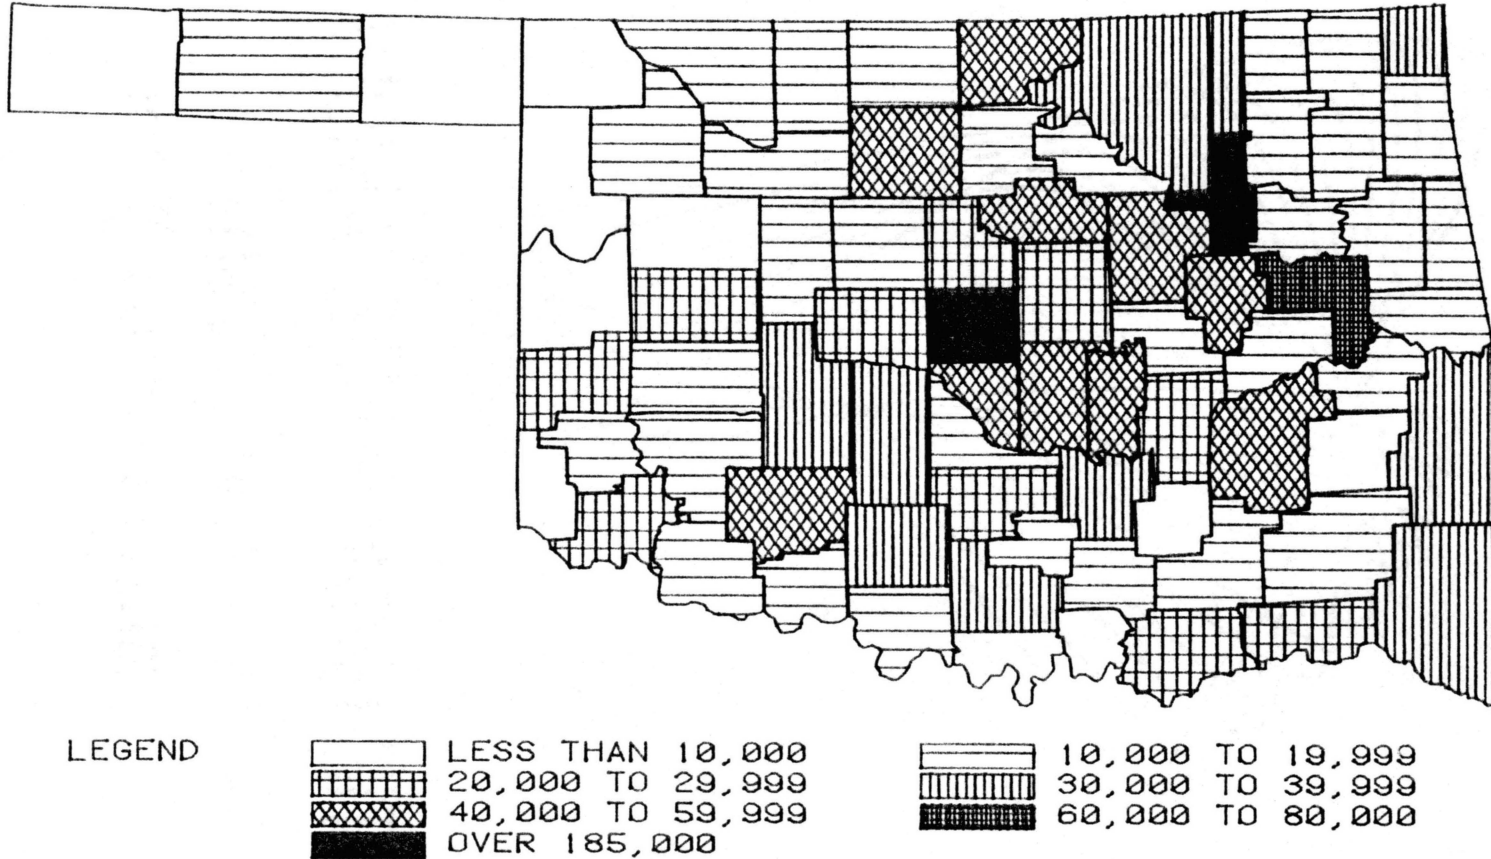 LEGEND LESS THAN 10,000 10,000 TO 19,999
20,000 TO 29,999 30,000 TO 39,999
40,000 TO 59,999 60,000 TO 80,000
OVER 185,000